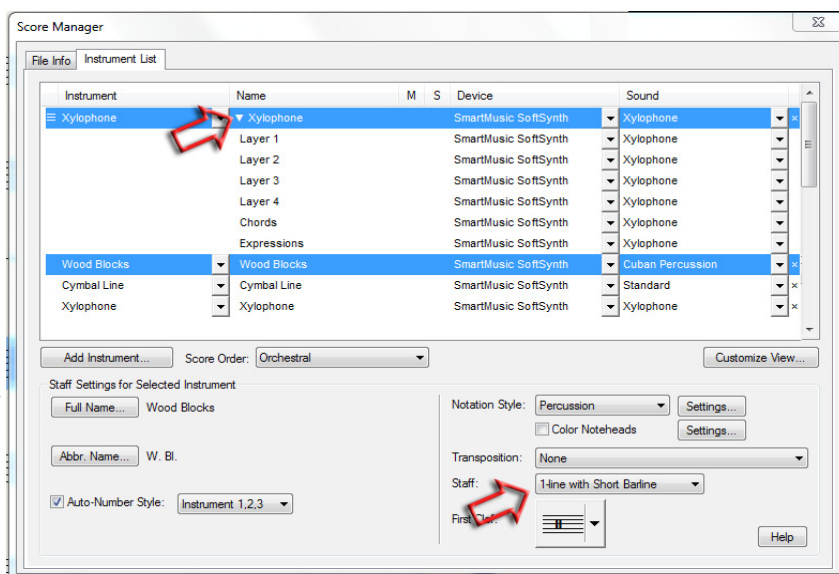 Score Manager
File Info Instrument List
Instrument Name M S Device Sound
Xylophone Xylophone SmartMusic SoftSynth Xylophone
Layer 1 SmartMusic SoftSynth Xylophone
Layer 2 SmartMusic SoftSynth Xylophone
Layer 3 SmartMusic SoftSynth Xylophone
Layer 4 SmartMusic SoftSynth Xylophone
Chords SmartMusic SoftSynth Xylophone
Expressions SmartMusic SoftSynth Xylophone
Wood Blocks Wood Blocks SmartMusic SoftSynth Cuban Percussion
Cymbal Line Cymbal Line SmartMusic SoftSynth Standard
Xylophone Xylophone SmartMusic SoftSynth Xylophone
Add Instrument... Score Order: Orchestral Customize View...
Staff Settings for Selected Instrument
Full Name... Wood Blocks Notation Style: Percussion Settings...
Color Noteheads Settings...
Abbr. Name... W. Bl. Transposition: None
Staff: 1-line with Short Barline
Auto-Number Style: Instrument 1,2,3 First Clef:
Help